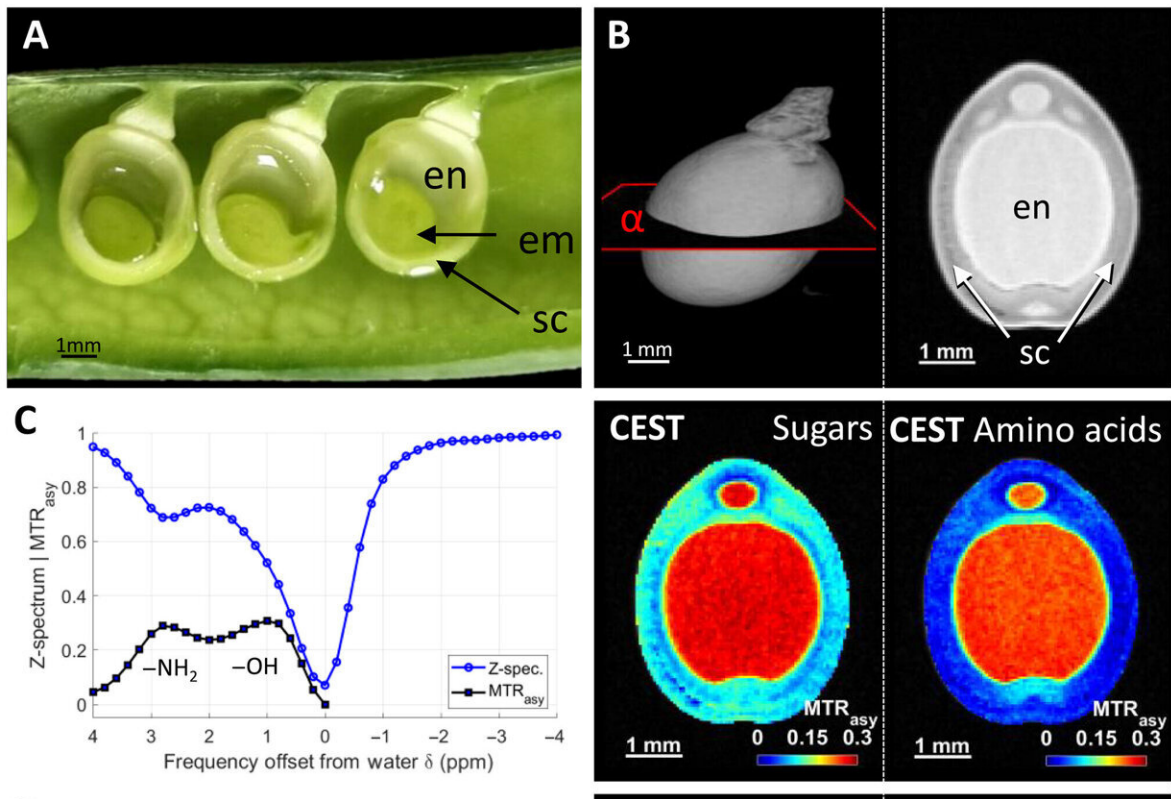 A
en
em
sc
1mm
B
α
1 mm
en
sc
1 mm
C
Z-spectrum | MTRasy
1
0.8
0.6
0.4
0.2
0
–NH2
–OH
Z-spec.
MTRasy
4 3 2 1 0 –1 –2 –3 –4
Frequency offset from water δ (ppm)
CEST Sugars
MTRasy
0 0.15 0.3
1 mm
CEST Amino acids
MTRasy
0 0.15 0.3
1 mm